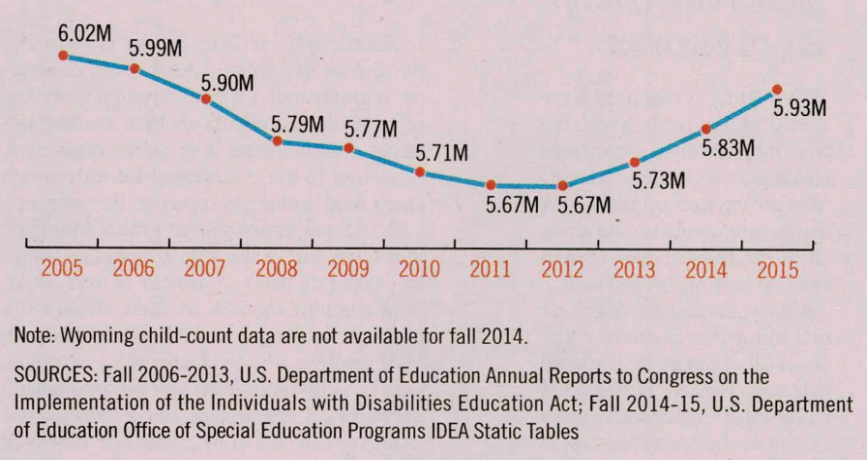 6.02M
5.99M
5.90M
5.79M
5.77M
5.71M
5.67M
5.67M
5.73M
5.83M
5.93M
2005 2006 2007 2008 2009 2010 2011 2012 2013 2014 2015
Note: Wyoming child-count data are not available for fall 2014.
SOURCES: Fall 2006-2013, U.S. Department of Education Annual Reports to Congress on the
Implementation of the Individuals with Disabilities Education Act; Fall 2014-15, U.S. Department
of Education Office of Special Education Programs IDEA Static Tables